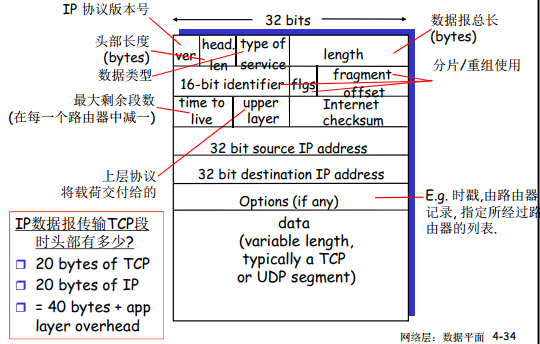 IP 协议版本号
32 bits
数据报总长
(bytes)
头部长度
(bytes)
ver
head.
len
type of
service
length
数据类型
分片/重组使用
16-bit identifier
flgs
fragment
offset
最大剩余段数
(在每一个路由器中减一)
time to
live
upper
layer
Internet
checksum
32 bit source IP address
上层协议
将载荷交付给的
32 bit destination IP address
Options (if any)
E.g. 时戳,由路由器
记录, 指定所经过路
由器的列表.
data
(variable length,
typically a TCP
or UDP segment)
IP数据报传输TCP段
时头部有多少?
20 bytes of TCP
20 bytes of IP
= 40 bytes + app
layer overhead
网络层：数据平面 4-34